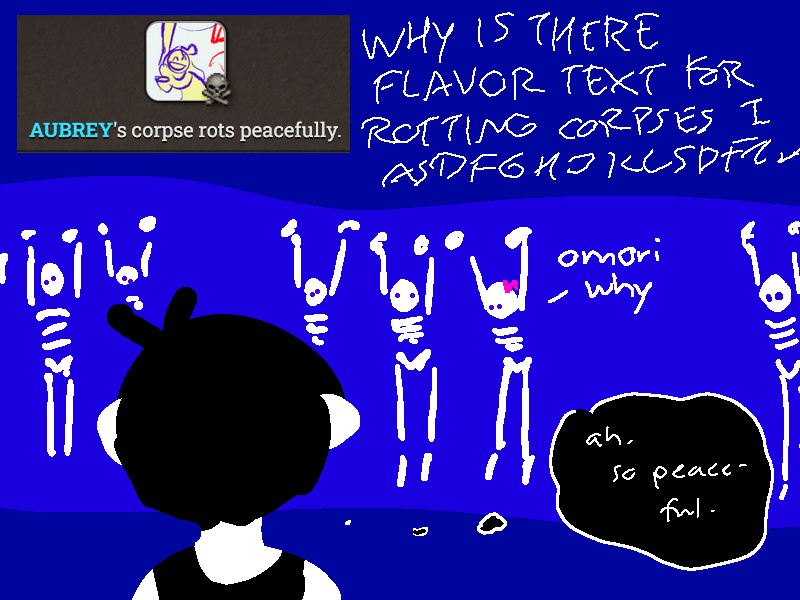 AUBREY's corpse rots peacefully.
WHY IS THERE
FLAVOR TEXT FOR
ROTTING CORPSES I
omori
why
ah.
so peace-
ful.